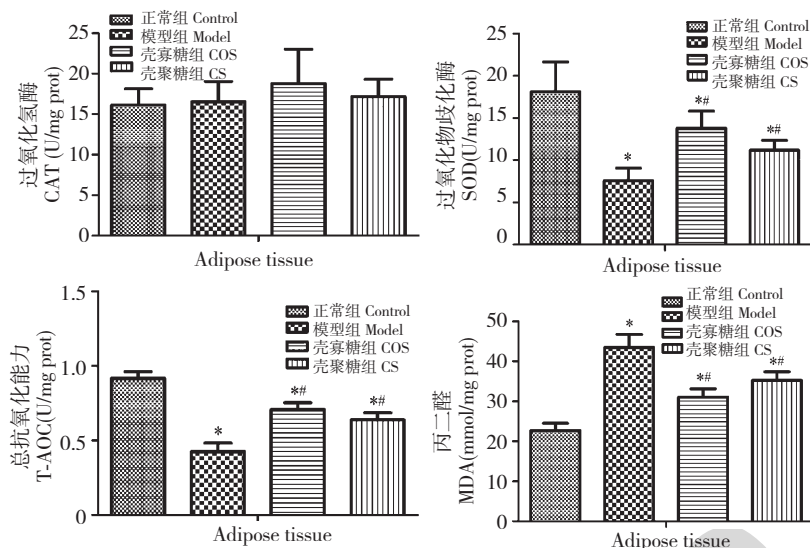 正常组 Control
模型组 Model
壳寡糖组 COS
壳聚糖组 CS
过氧化氢酶
CAT (U/mg prot)
25
20
15
10
5
0
Adipose tissue
正常组 Control
模型组 Model
壳寡糖组 COS
壳聚糖组 CS
过氧化物歧化酶
SOD(U/mg prot)
25
20
15
10
5
0
*
*#
*#
Adipose tissue
正常组 Control
模型组 Model
壳寡糖组 COS
壳聚糖组 CS
总抗氧化能力
T-AOC(U/mg prot)
1.5
1.0
0.5
0
*
*#
*#
Adipose tissue
正常组 Control
模型组 Model
壳寡糖组 COS
壳聚糖组 CS
丙二醛
MDA(mmol/mg prot)
50
40
30
20
10
0
*
*#
*#
Adipose tissue